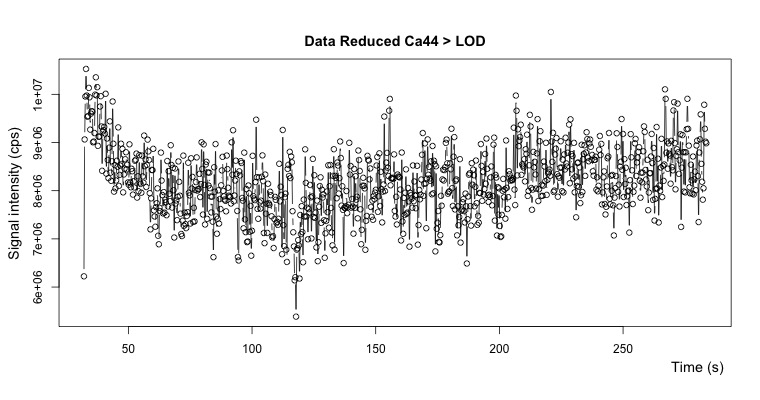 Data Reduced Ca44 > LOD
Signal intensity (cps)
1e+07
9e+06
8e+06
7e+06
6e+06
50 100 150 200 250
Time (s)